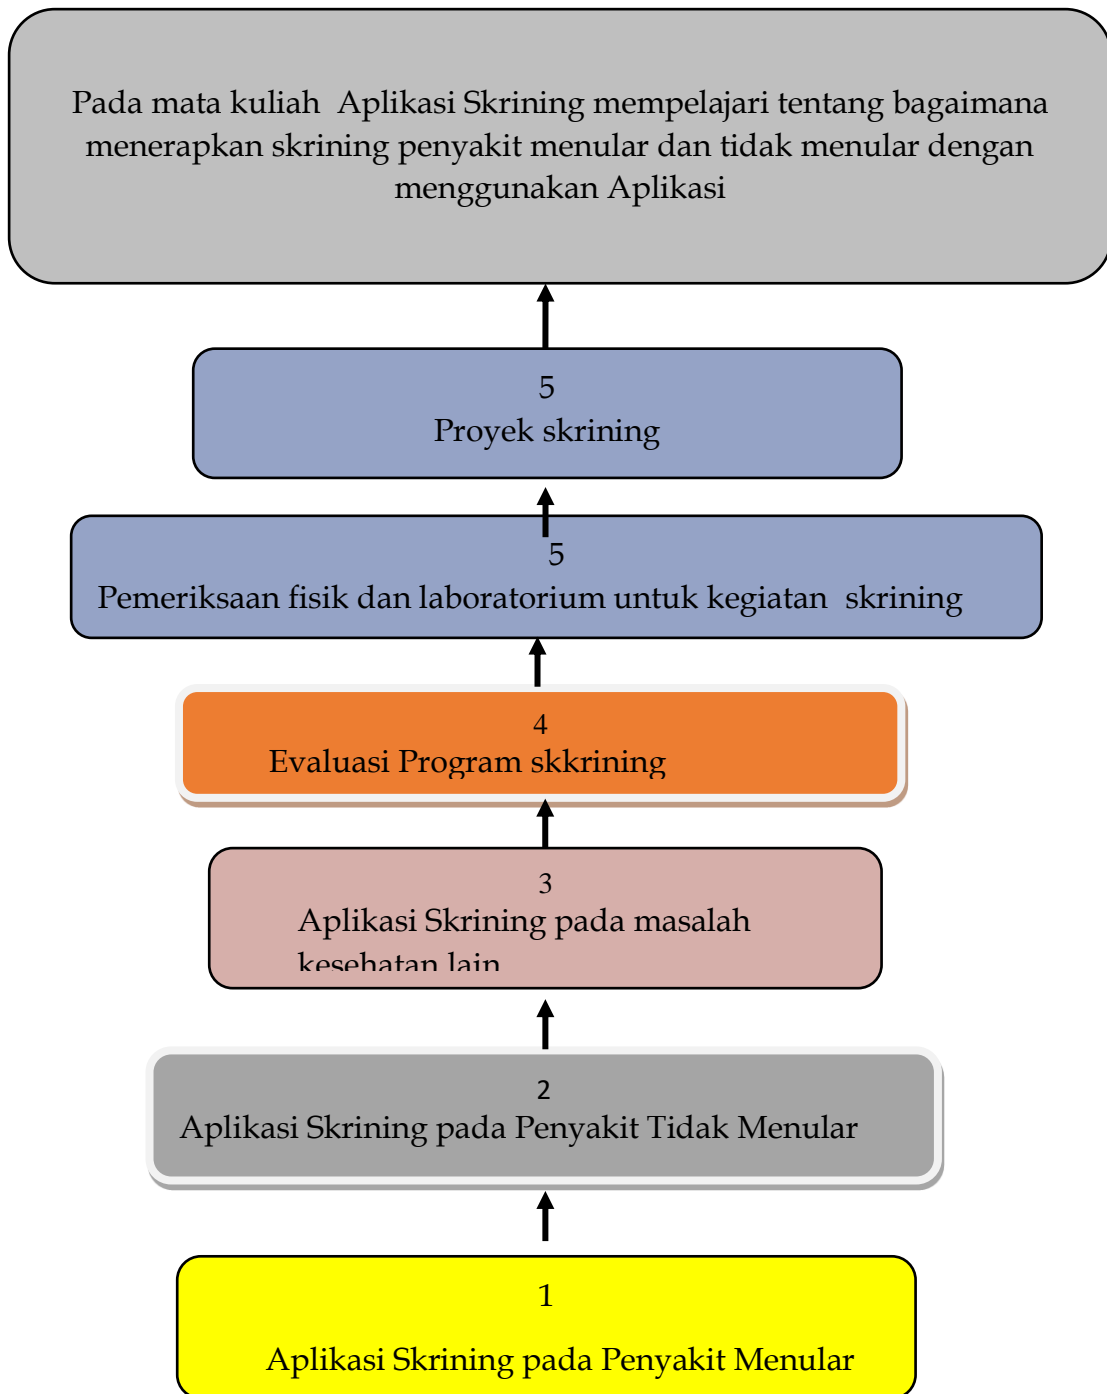 Pada mata kuliah Aplikasi Skrining mempelajari tentang bagaimana
menerapkan skrining penyakit menular dan tidak menular dengan
menggunakan Aplikasi
5
Proyek skrining
5
Pemeriksaan fisik dan laboratorium untuk kegiatan skrining
4
Evaluasi Program skkrining
3
Aplikasi Skrining pada masalah
kesehatan lain
2
Aplikasi Skrining pada Penyakit Tidak Menular
1
Aplikasi Skrining pada Penyakit Menular